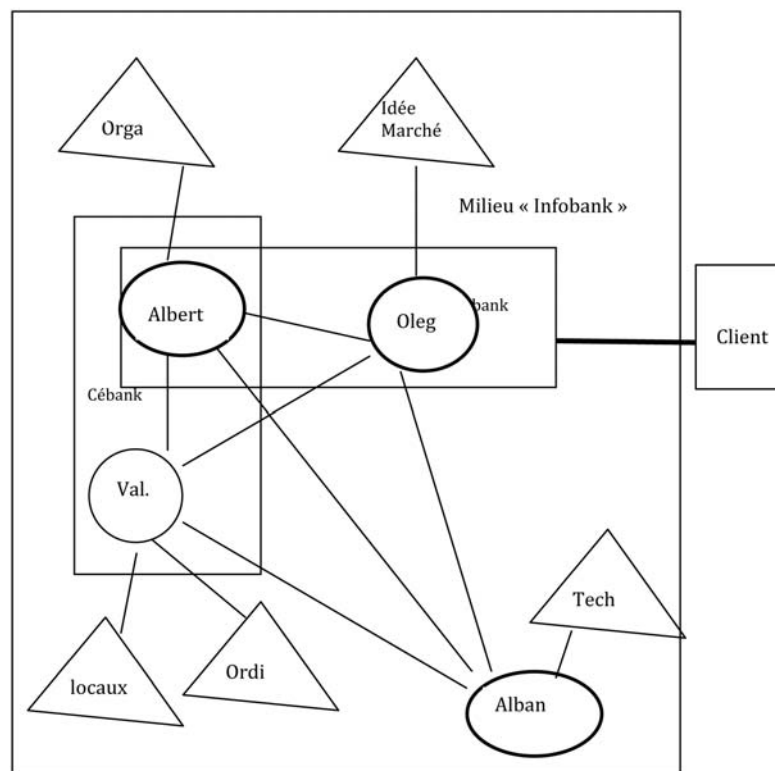 Orga
Idée
Marché
Milieu « Infobank »
Albert
Oleg
bank
Client
Cébank
Val.
Tech
locaux
Ordi
Alban